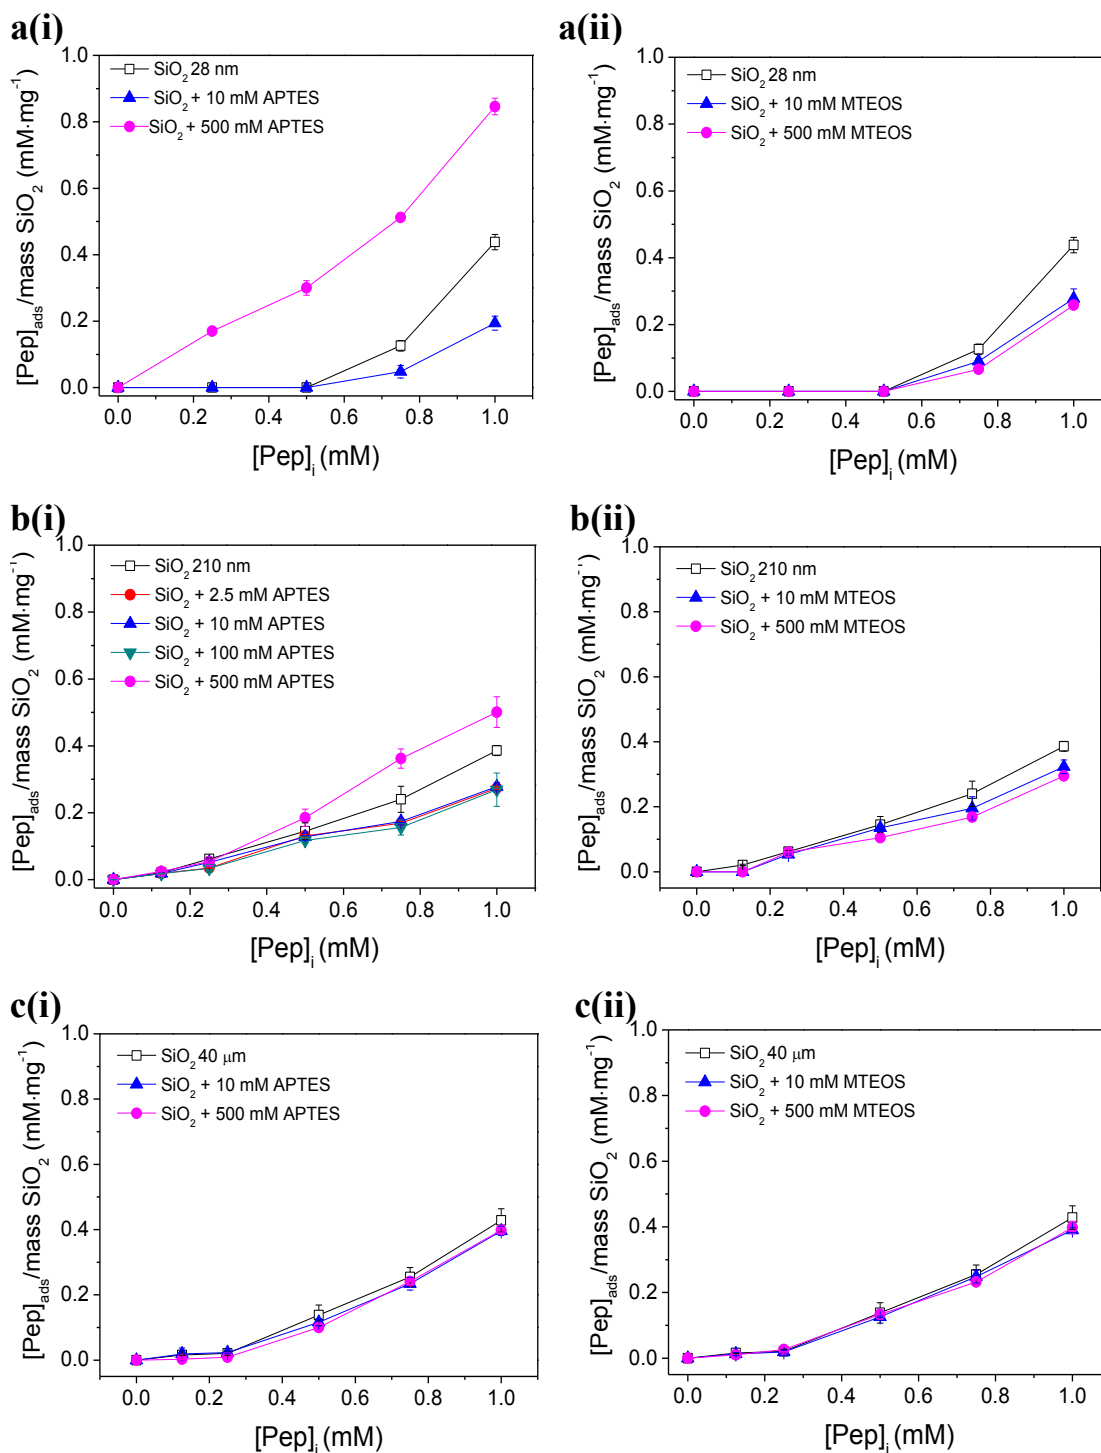 a(i)
SiO₂ 28 nm
SiO₂ + 10 mM APTES
SiO₂ + 500 mM APTES
[Pep]ads/mass SiO₂ (mM·mg⁻¹)
1.0
0.8
0.6
0.4
0.2
0.0
0.0 0.2 0.4 0.6 0.8 1.0
[Pep]i (mM)
a(ii)
SiO₂ 28 nm
SiO₂ + 10 mM MTEOS
SiO₂ + 500 mM MTEOS
[Pep]ads/mass SiO₂ (mM·mg⁻¹)
1.0
0.8
0.6
0.4
0.2
0.0
0.0 0.2 0.4 0.6 0.8 1.0
[Pep]i (mM)
b(i)
SiO₂ 210 nm
SiO₂ + 2.5 mM APTES
SiO₂ + 10 mM APTES
SiO₂ + 100 mM APTES
SiO₂ + 500 mM APTES
[Pep]ads/mass SiO₂ (mM·mg⁻¹)
1.0
0.8
0.6
0.4
0.2
0.0
0.0 0.2 0.4 0.6 0.8 1.0
[Pep]i (mM)
b(ii)
SiO₂ 210 nm
SiO₂ + 10 mM MTEOS
SiO₂ + 500 mM MTEOS
[Pep]ads/mass SiO₂ (mM·mg⁻¹)
1.0
0.8
0.6
0.4
0.2
0.0
0.0 0.2 0.4 0.6 0.8 1.0
[Pep]i (mM)
c(i)
SiO₂ 40 μm
SiO₂ + 10 mM APTES
SiO₂ + 500 mM APTES
[Pep]ads/mass SiO₂ (mM·mg⁻¹)
1.0
0.8
0.6
0.4
0.2
0.0
0.0 0.2 0.4 0.6 0.8 1.0
[Pep]i (mM)
c(ii)
SiO₂ 40 μm
SiO₂ + 10 mM MTEOS
SiO₂ + 500 mM MTEOS
[Pep]ads/mass SiO₂ (mM·mg⁻¹)
1.0
0.8
0.6
0.4
0.2
0.0
0.0 0.2 0.4 0.6 0.8 1.0
[Pep]i (mM)